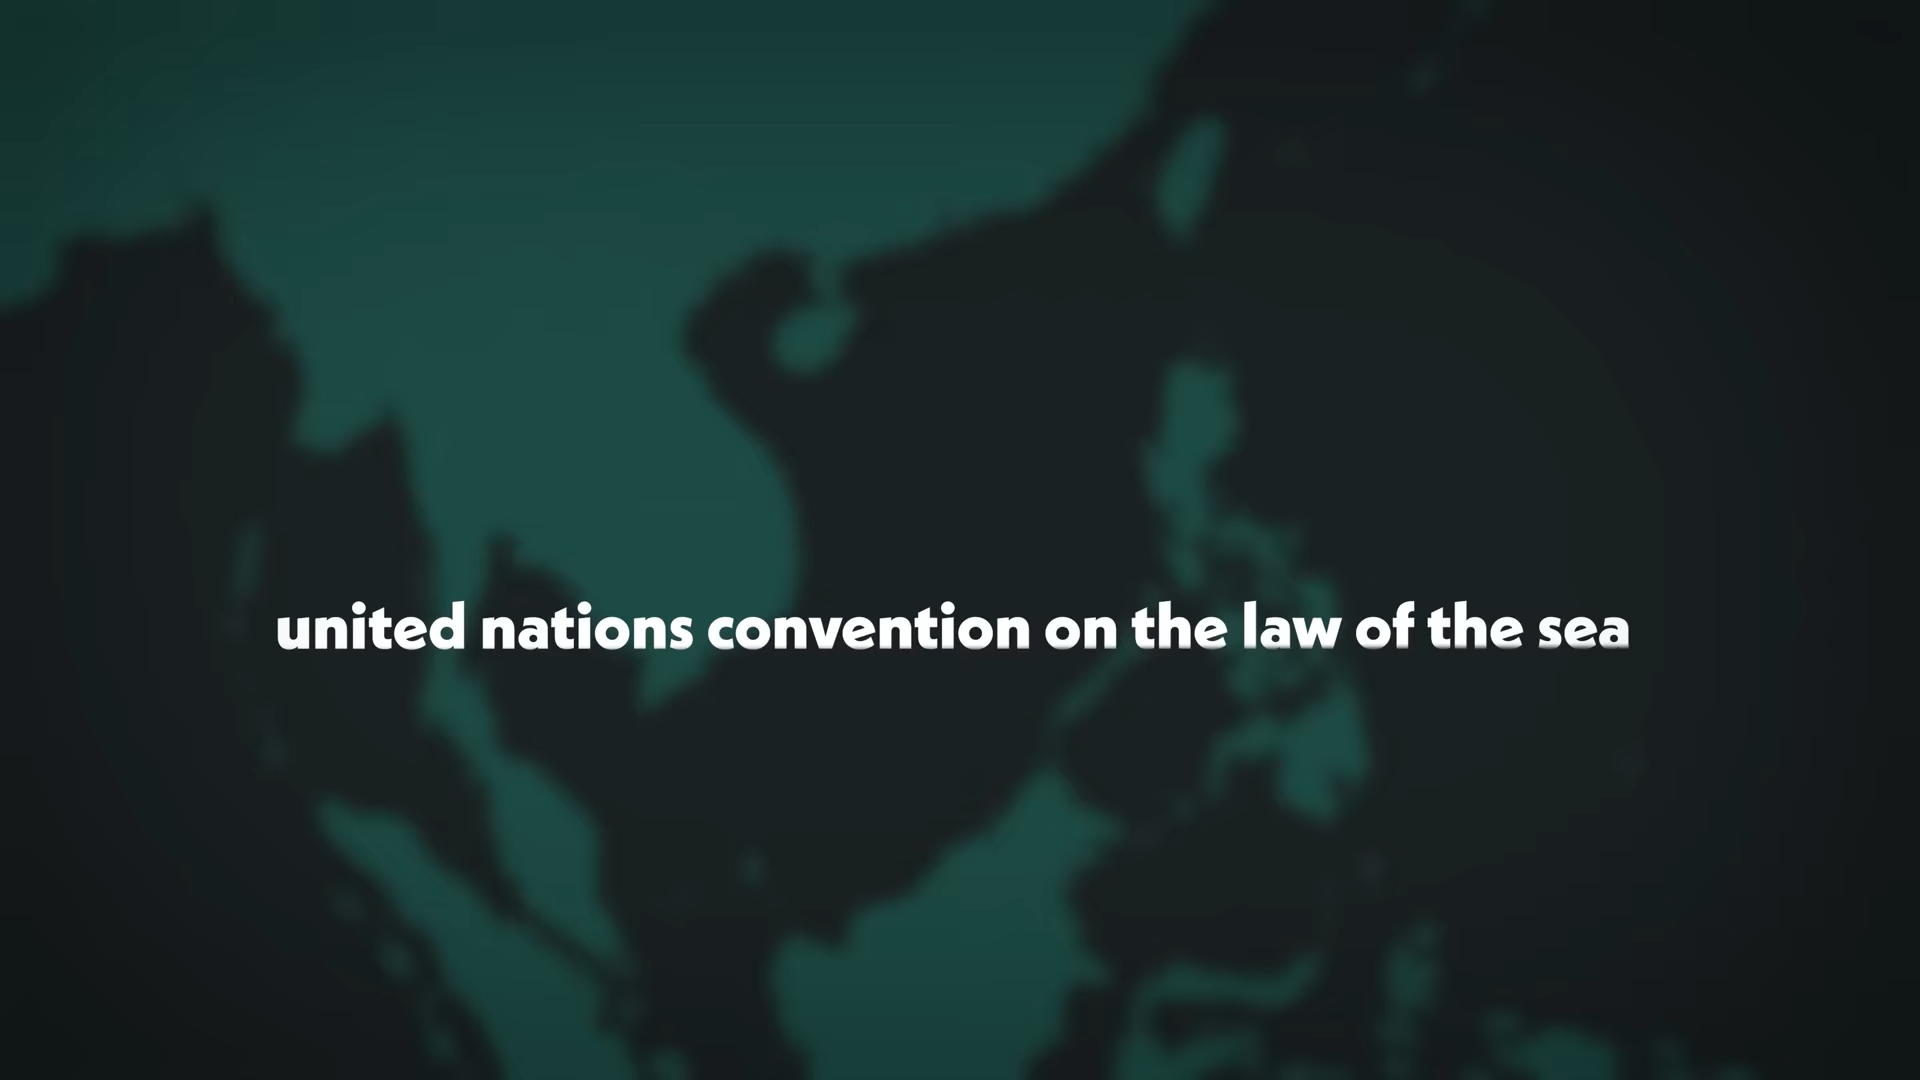 united nations convention on the law of the sea